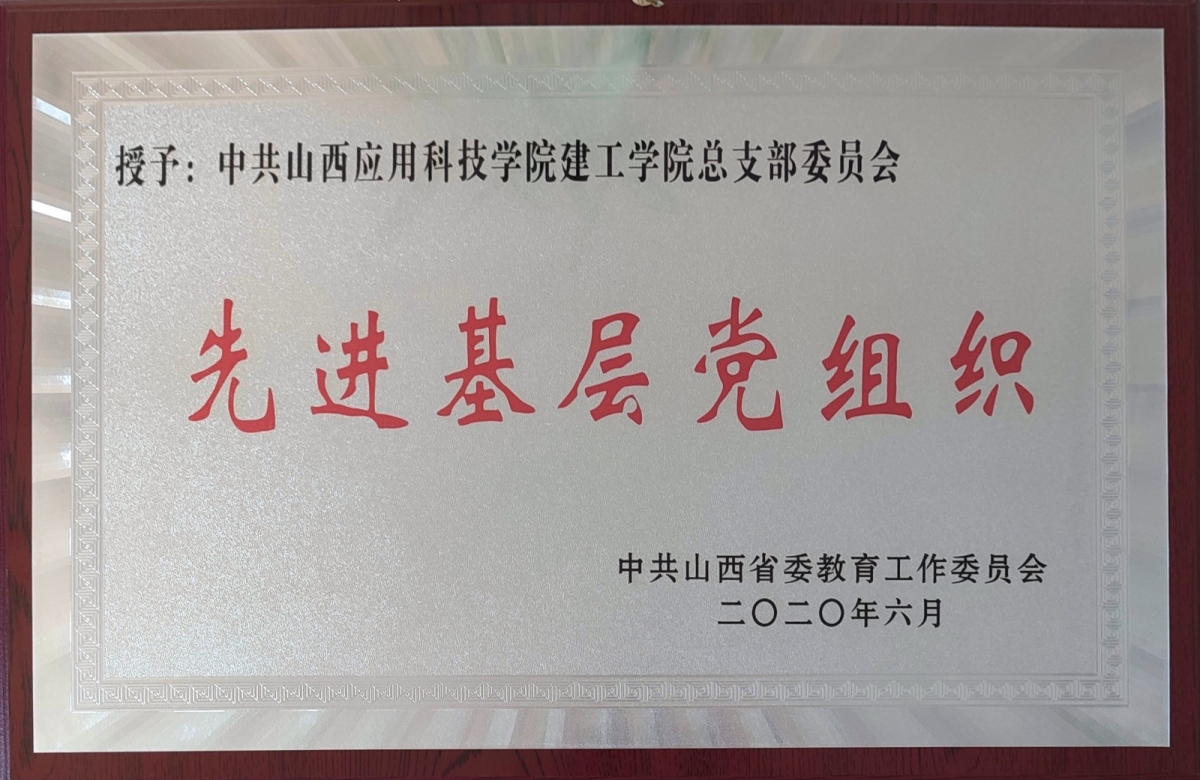 授予：中共山西应用科技学院建工学院总支部委员会
先进基层党组织
中共山西省委教育工作委员会
二〇二〇年六月